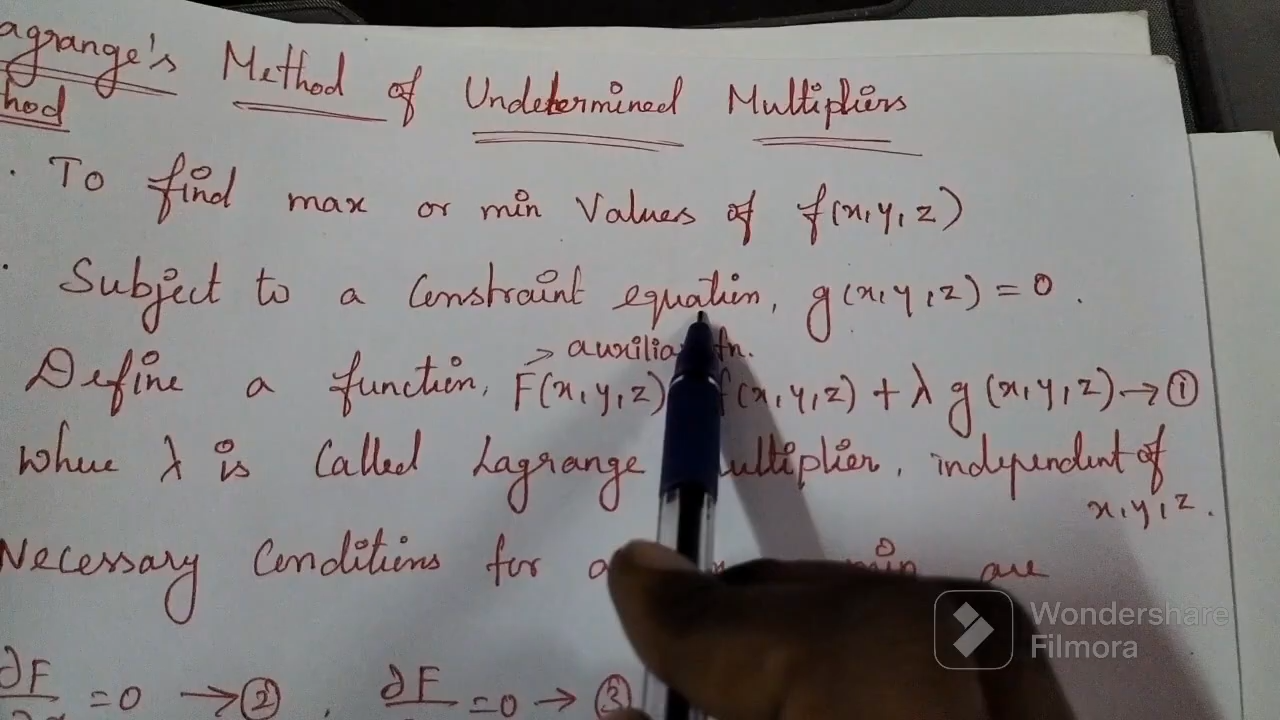 agrange's Method of Undetermined Multipliers
hod
. To find max or min Values of f(x,y,z)
. Subject to a Constraint equation, g(x,y,z) = 0 .
> auxilia fn.
Define a function, F(x,y,z) f(x,y,z) + λ g(x,y,z) → ①
where λ is Called Lagrange ultiplier, independent of
x,y,z.
Necessary Conditions for a min are
∂F =0 → ② , ∂F =0 → ③
Wondershare
Filmora